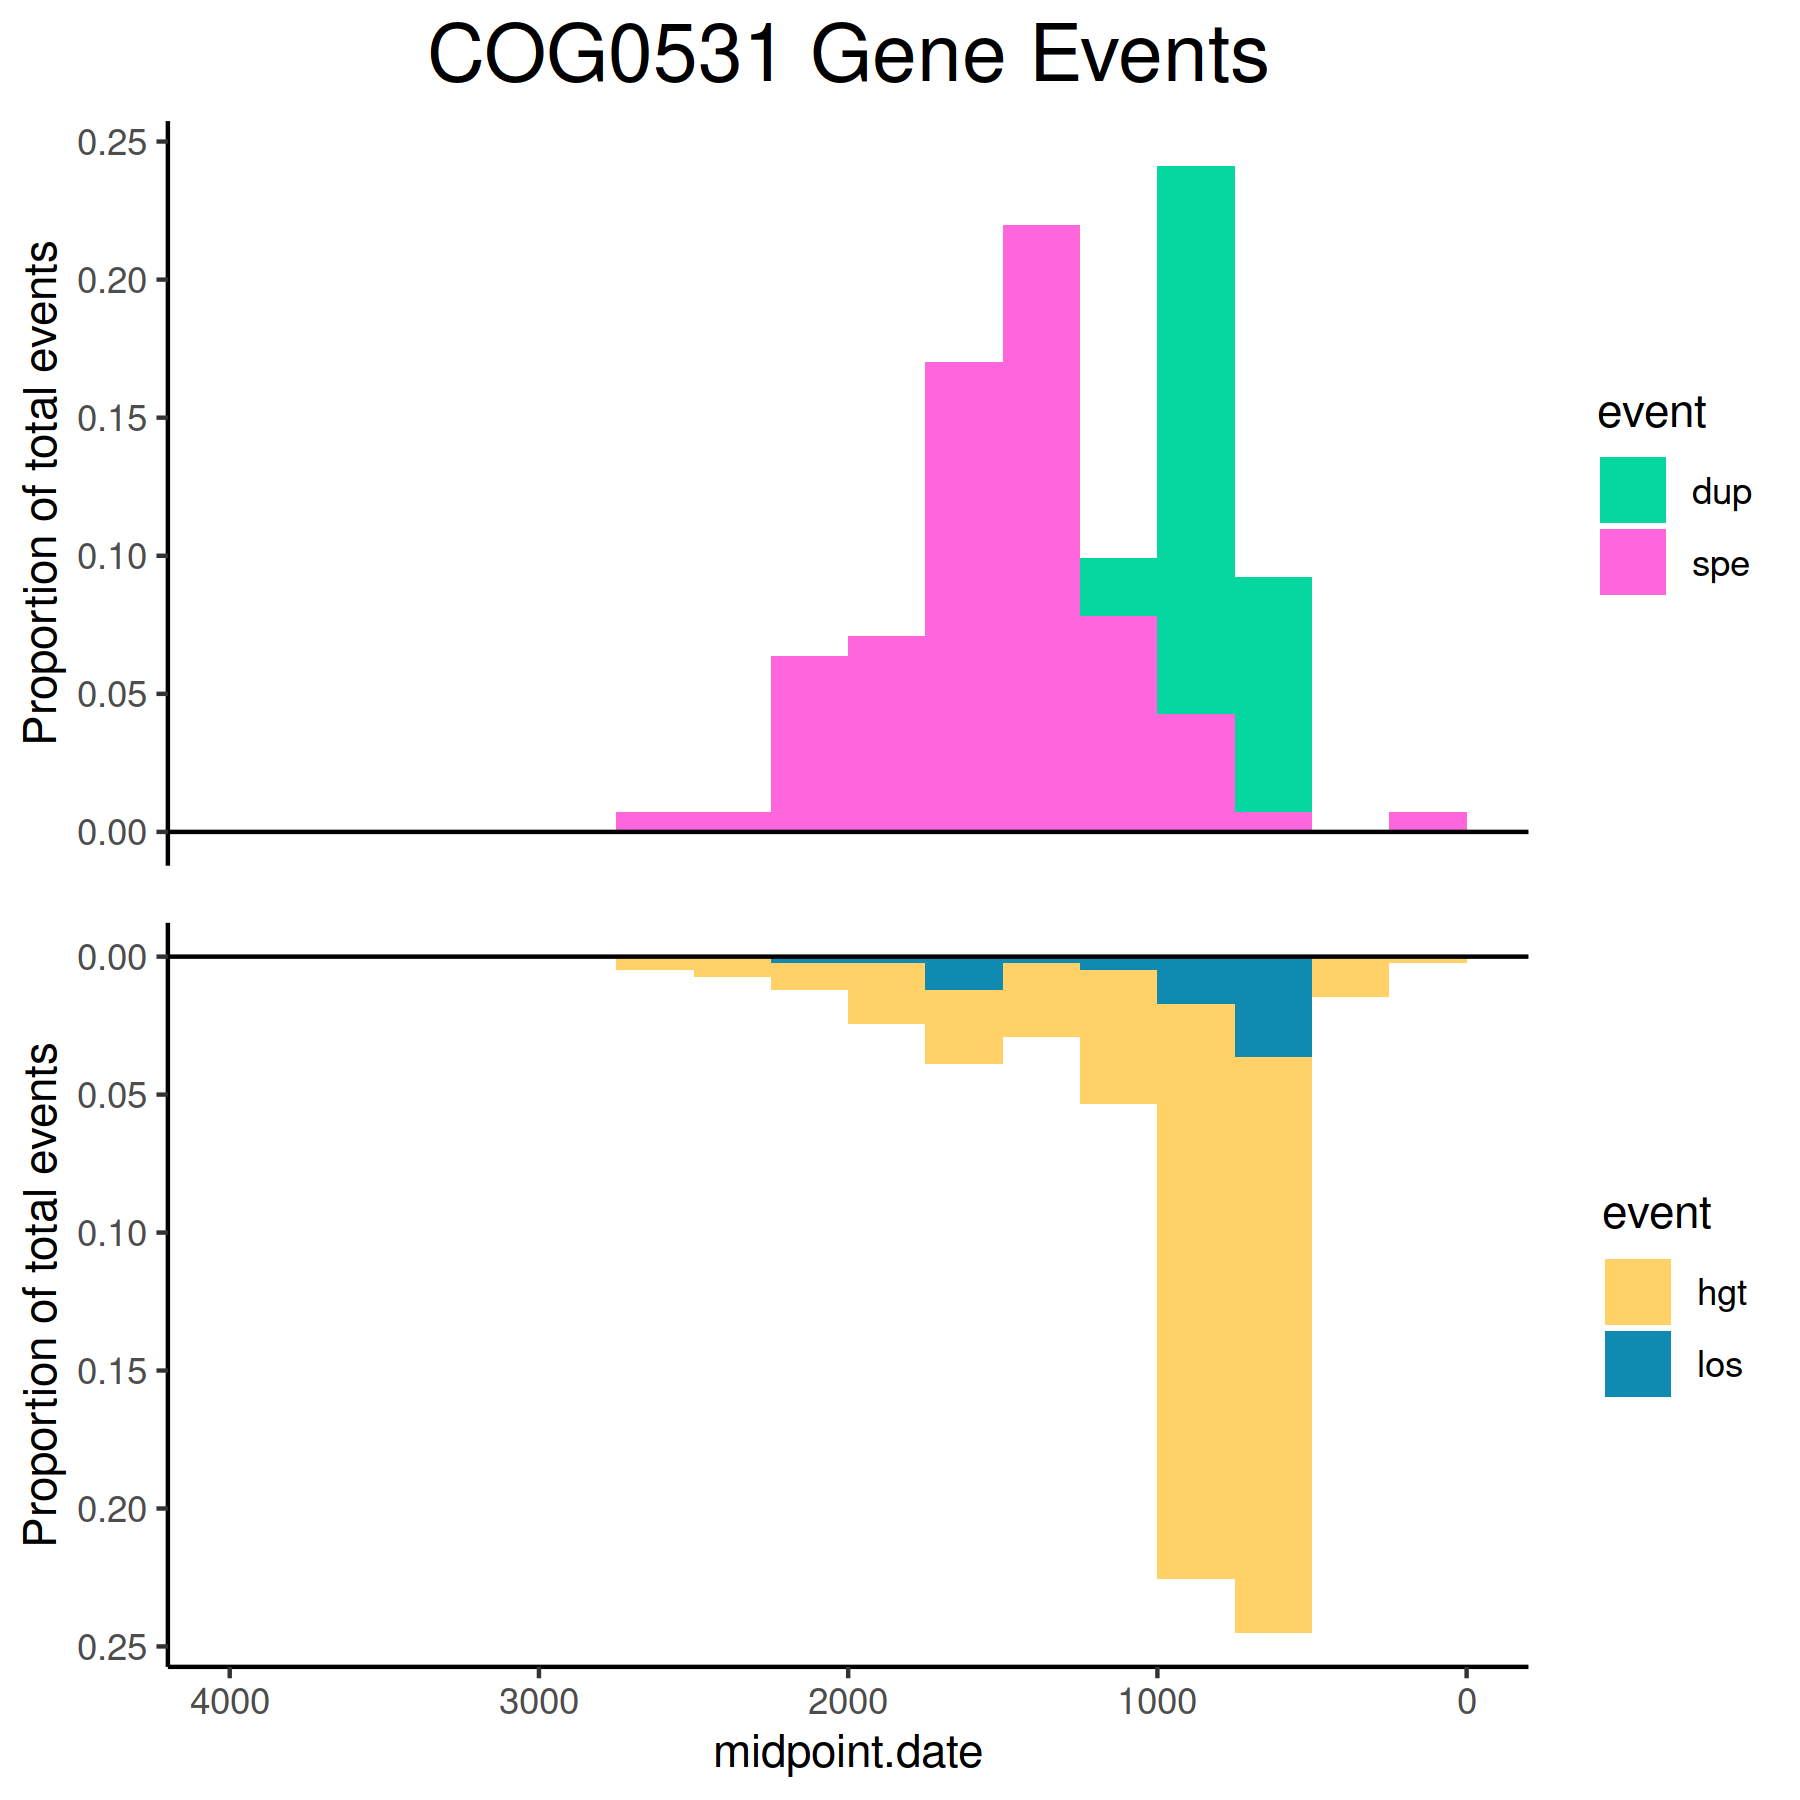 COG0531 Gene Events
Proportion of total events
0.25
0.20
0.15
0.10
0.05
0.00
event
dup
spe
Proportion of total events
0.00
0.05
0.10
0.15
0.20
0.25
event
hgt
los
4000 3000 2000 1000 0
midpoint.date